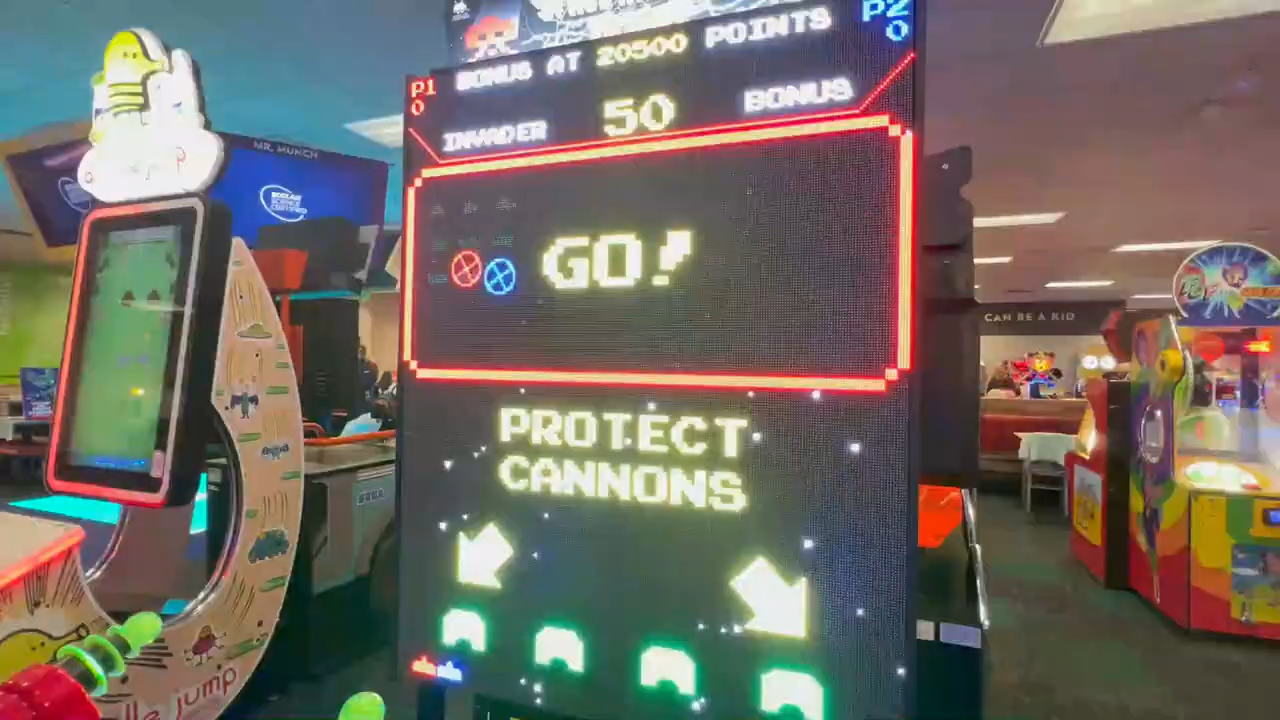 BONUS AT 20500 POINTS
P1
0
P2
0
INVADER
50
BONUS
GO!
PROTECT
CANNONS
MR. MUNCH
SEGA
CAN BE A KID
jump